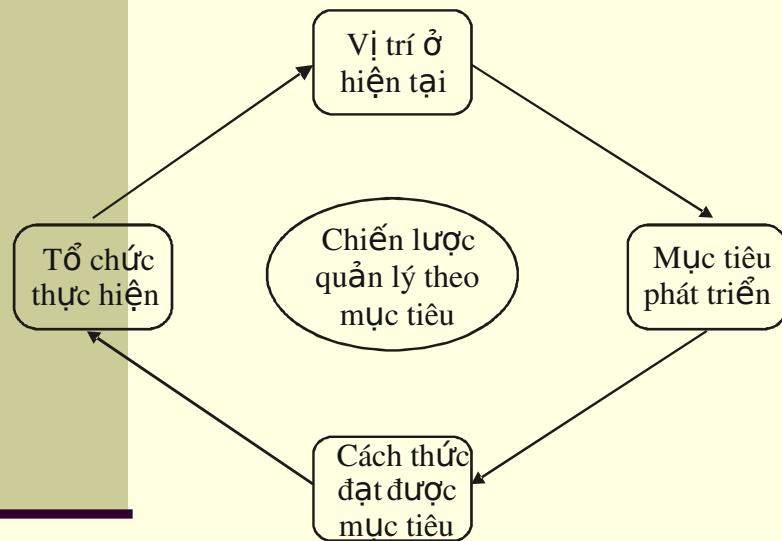 Vị trí ở
hiện tại
Tổ chức
thực hiện
Chiến lược
quản lý theo
mục tiêu
Mục tiêu
phát triển
Cách thức
đạt được
mục tiêu